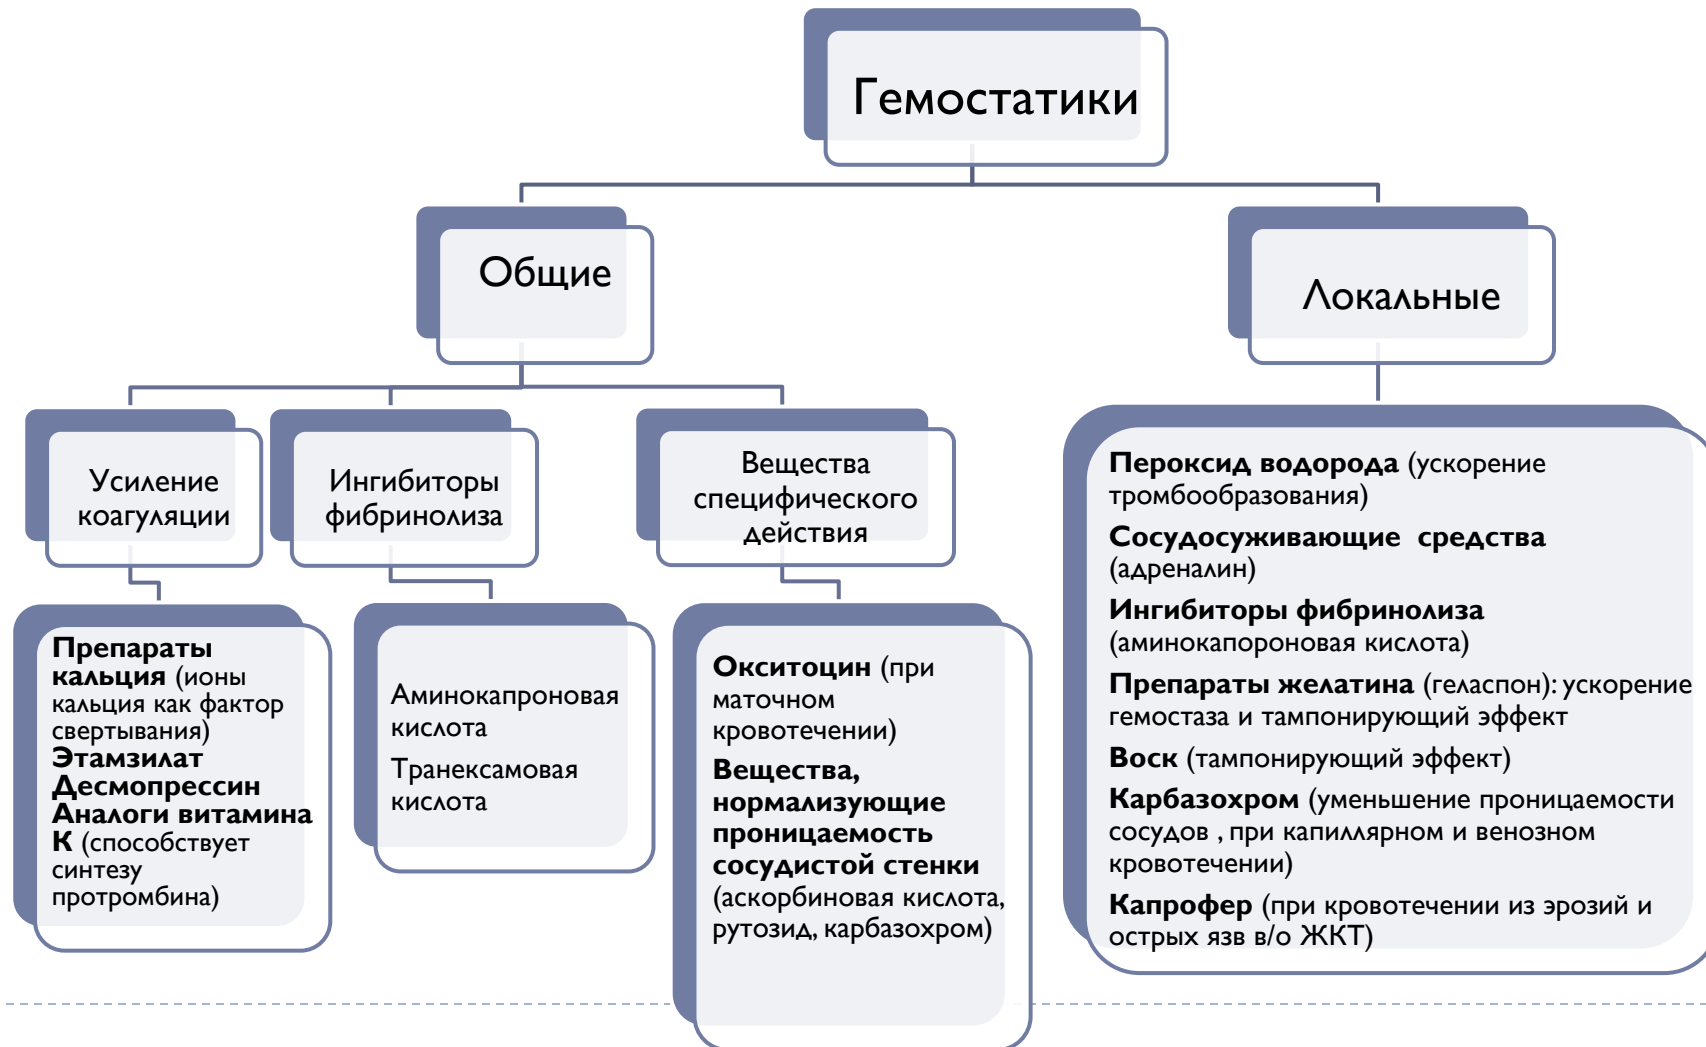 Гемостатики
Общие
Локальные
Усиление
коагуляции
Ингибиторы
фибринолиза
Вещества
специфического
действия
Препараты
кальция (ионы
кальция как фактор
свертывания)
Этамзилат
Десмопрессин
Аналоги витамина
К (способствует
синтезу
протромбина)
Аминокапроновая
кислота
Транексамовая
кислота
Окситоцин (при
маточном
кровотечении)
Вещества,
нормализующие
проницаемость
сосудистой стенки
(аскорбиновая кислота,
рутозид, карбазохром)
Пероксид водорода (ускорение
тромбообразования)
Сосудосуживающие средства
(адреналин)
Ингибиторы фибринолиза
(аминокапороновая кислота)
Препараты желатина (геласпон): ускорение
гемостаза и тампонирующий эффект
Воск (тампонирующий эффект)
Карбазохром (уменьшение проницаемости
сосудов , при капиллярном и венозном
кровотечении)
Капрофер (при кровотечении из эрозий и
острых язв в/о ЖКТ)